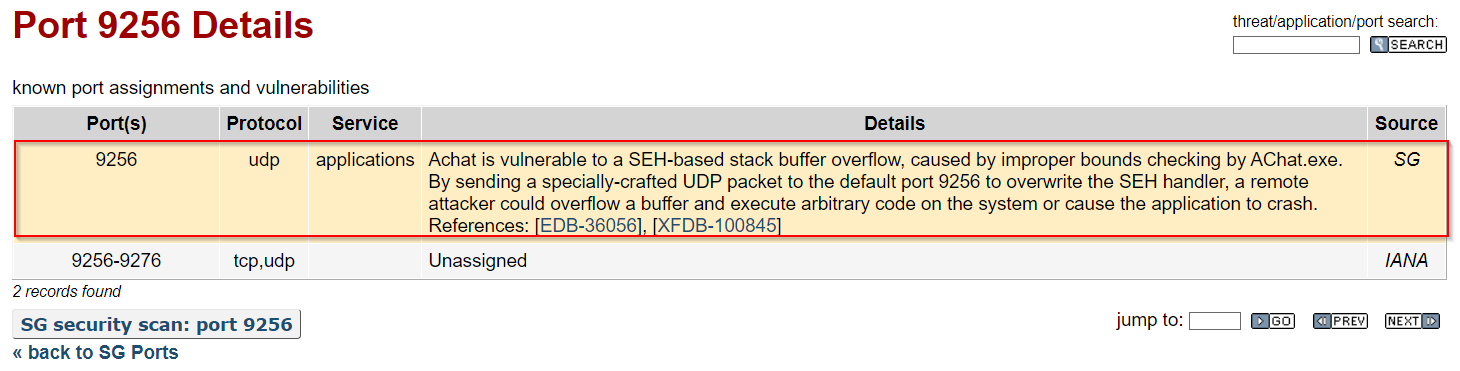 Port 9256 Details
threat/application/port search:
SEARCH
known port assignments and vulnerabilities
Port(s) Protocol Service Details Source
9256 udp applications Achat is vulnerable to a SEH-based stack buffer overflow, caused by improper bounds checking by AChat.exe. SG
By sending a specially-crafted UDP packet to the default port 9256 to overwrite the SEH handler, a remote
attacker could overflow a buffer and execute arbitrary code on the system or cause the application to crash.
References: [EDB-36056], [XFDB-100845]
9256-9276 tcp,udp Unassigned IANA
2 records found
SG security scan: port 9256
jump to: GO PREV NEXT
« back to SG Ports